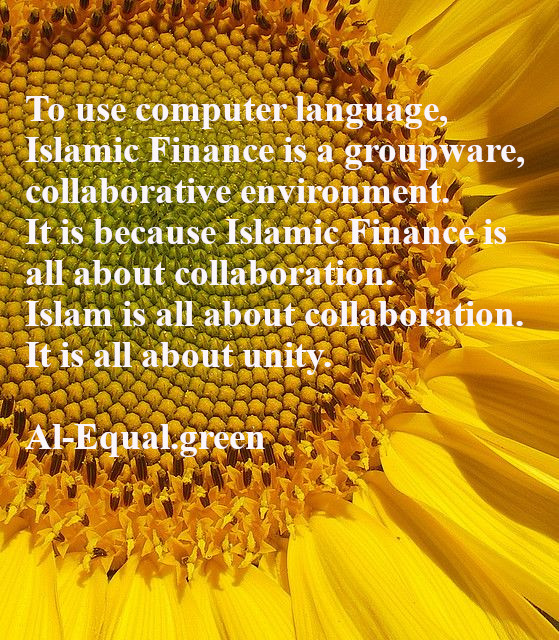 To use computer language,
Islamic Finance is a groupware,
collaborative environment.
It is because Islamic Finance is
all about collaboration.
Islam is all about collaboration.
It is all about unity.
Al-Equal.green